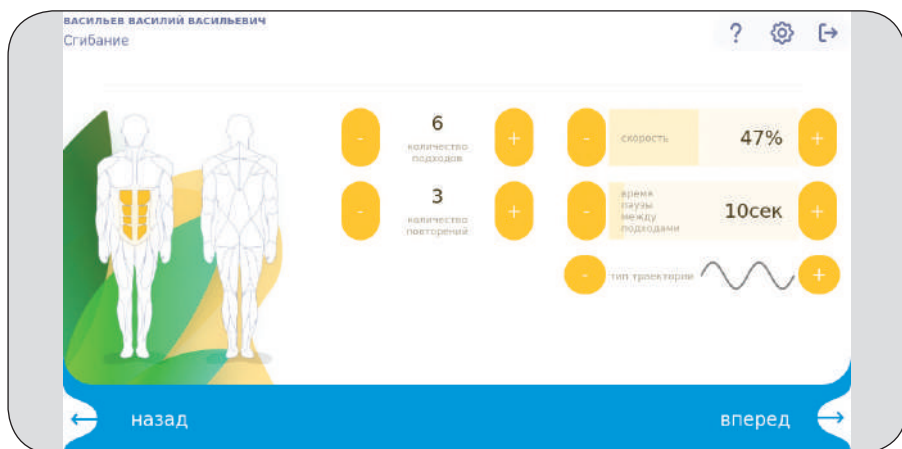 ВАСИЛЬЕВ ВАСИЛИЙ ВАСИЛЬЕВИЧ
Сгибание
?
- 6 +
количество
подходов
- скорость 47% +
- 3 +
количество
повторений
- время
паузы
между
подходами
10сек +
- тип траектории +
← назад
вперед →